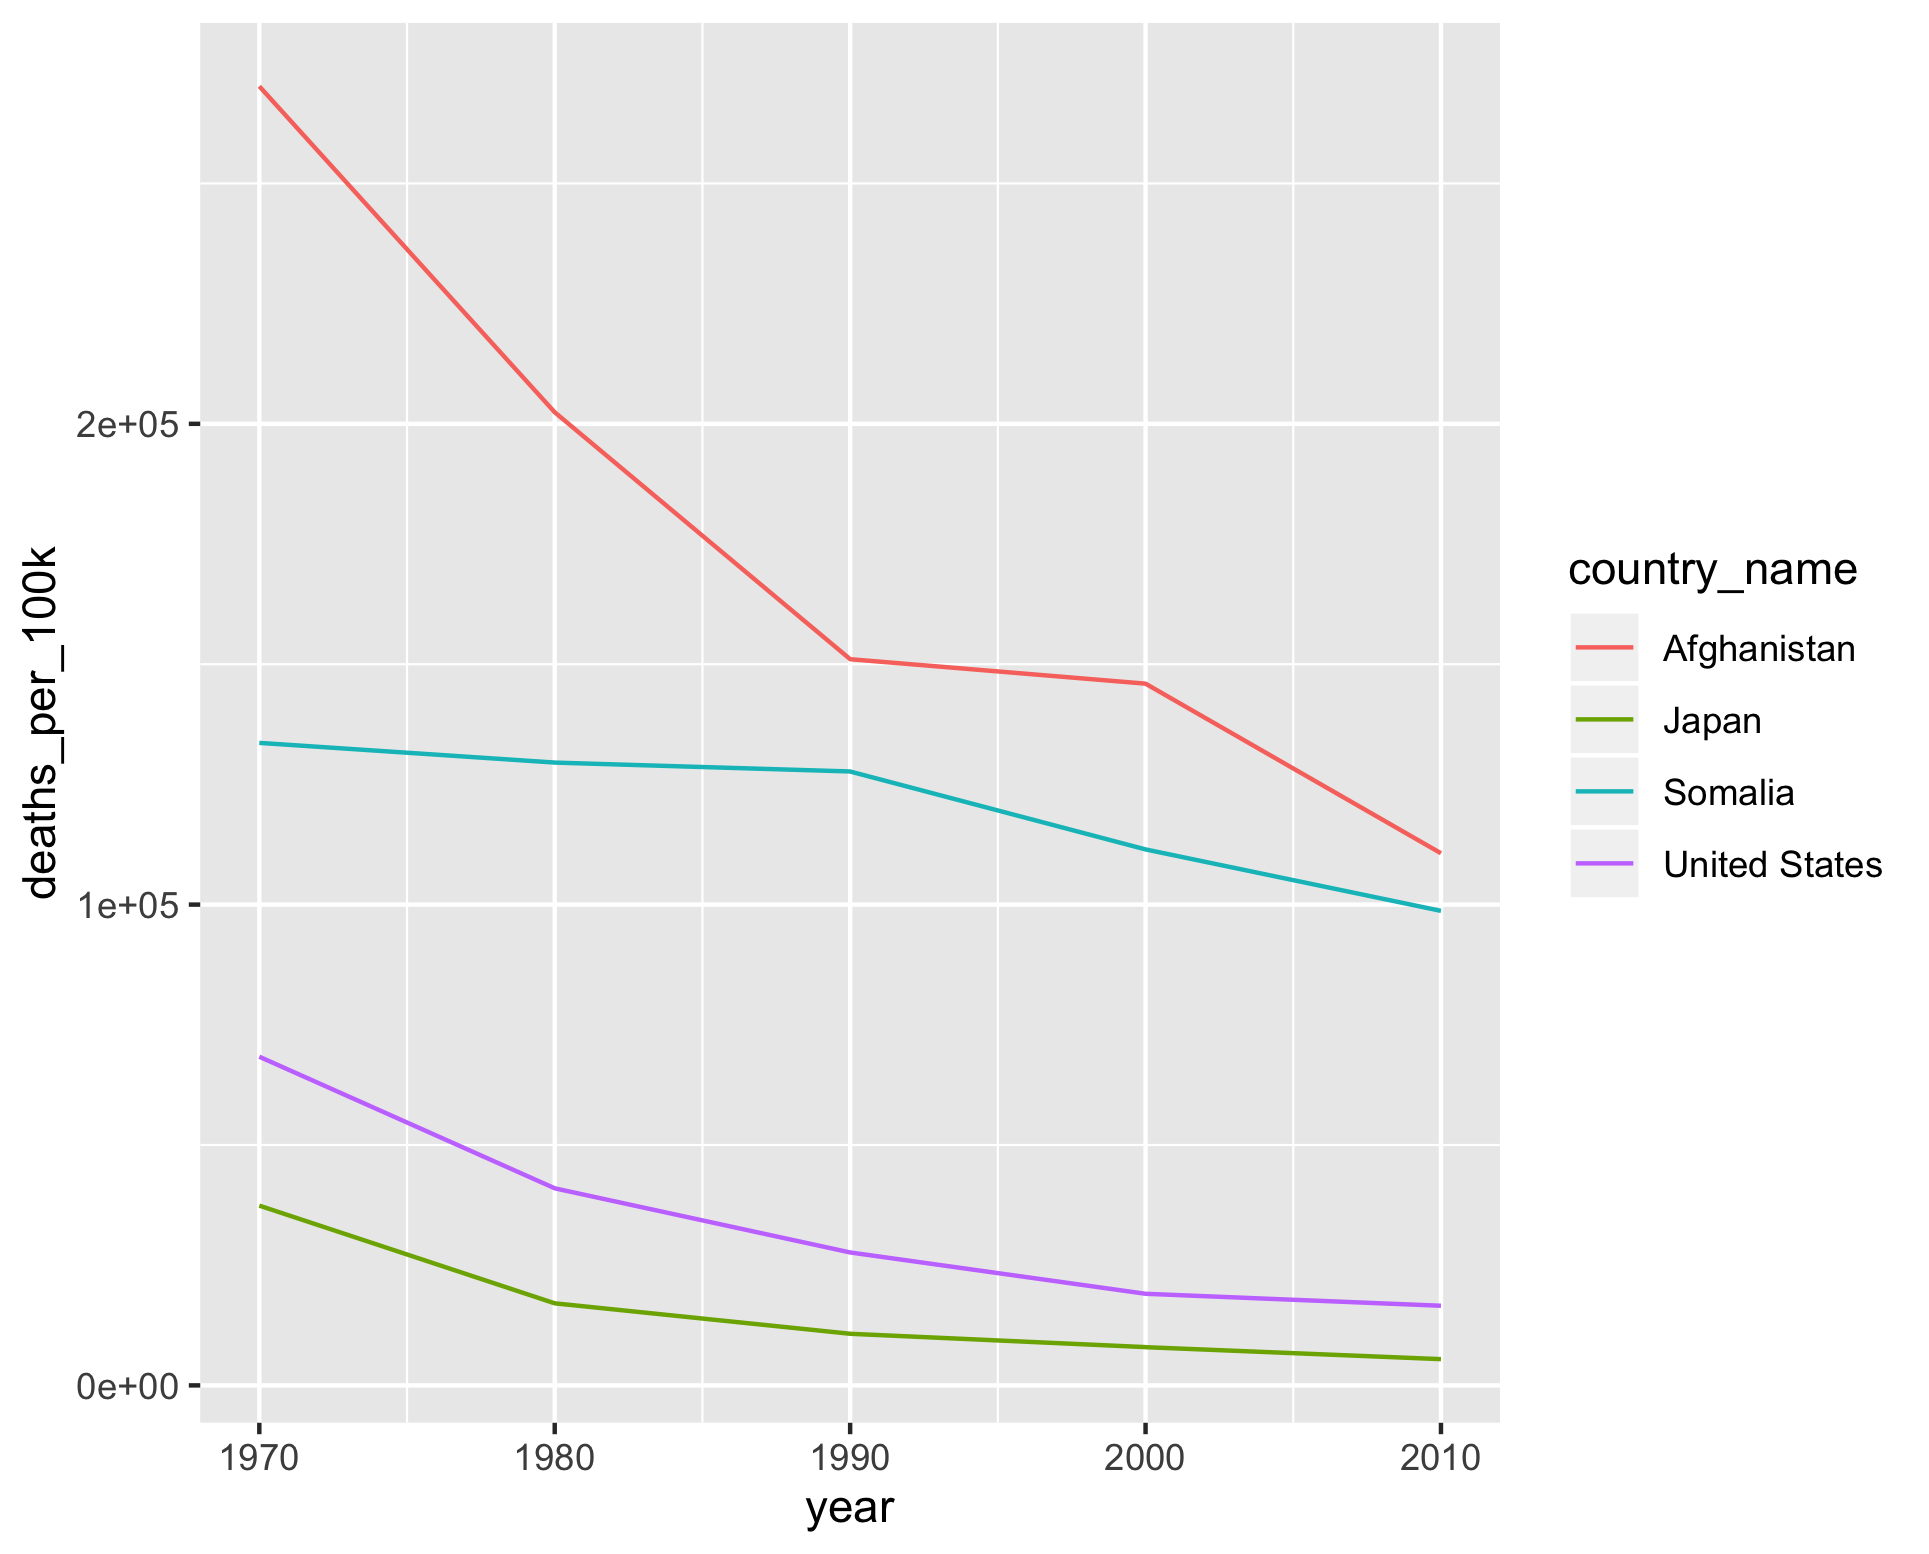 deaths_per_100k
2e+05
1e+05
0e+00
1970 1980 1990 2000 2010
year
country_name
Afghanistan
Japan
Somalia
United States